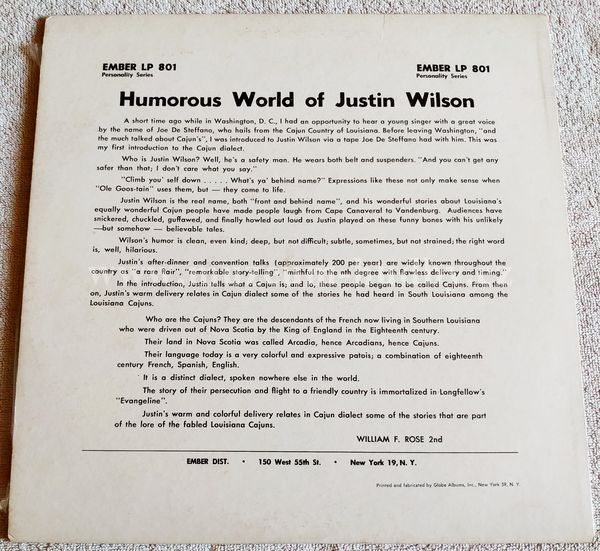 EMBER LP 801
Personality Series
EMBER LP 801
Personality Series
Humorous World of Justin Wilson
A short time ago while in Washington, D. C., I had an opportunity to hear a young singer with a great voice
by the name of Joe De Steffano, who hails from the Cajun Country of Louisiana. Before leaving Washington, "and
the much talked about Cajun's", I was introduced to Justin Wilson via a tape Joe De Steffano had with him. This was
my first introduction to the Cajun dialect.
Who is Justin Wilson? Well, he's a safety man. He wears both belt and suspenders. "And you can't get any
safer than that; I don't care what you say."
"Climb you' self down . . . . What's ya' behind name?" Expressions like these not only make sense when
"Ole Goos-tain" uses them, but — they come to life.
Justin Wilson is the real name, both "front and behind name", and his wonderful stories about Louisiana's
equally wonderful Cajun people have made people laugh from Cape Canaveral to Vandenburg. Audiences have
snickered, chuckled, guffawed, and finally howled out loud as Justin played on these funny bones with his unlikely
—but somehow — believable tales.
Wilson's humor is clean, even kind; deep, but not difficult; subtle, sometimes, but not strained; the right word
is, well, hilarious.
Justin's after-dinner and convention talks (approximately 200 per year) are widely known throughout the
country as "a rare flair", "remarkable story-telling", "mirthful to the nth degree with flawless delivery and timing."
In the introduction, Justin tells what a Cajun is; and lo, these people began to be called Cajuns. From then
on, Justin's warm delivery relates in Cajun dialect some of the stories he had heard in South Louisiana among the
Louisiana Cajuns.
Who are the Cajuns? They are the descendants of the French now living in Southern Louisiana
who were driven out of Nova Scotia by the King of England in the Eighteenth century.
Their land in Nova Scotia was called Arcadia, hence Arcadians, hence Cajuns.
Their language today is a very colorful and expressive patois; a combination of eighteenth
century French, Spanish, English.
It is a distinct dialect, spoken nowhere else in the world.
The story of their persecution and flight to a friendly country is immortalized in Longfellow's
"Evangeline".
Justin's warm and colorful delivery relates in Cajun dialect some of the stories that are part
of the lore of the fabled Louisiana Cajuns.
WILLIAM F. ROSE 2nd
EMBER DIST. • 150 West 55th St. • New York 19, N. Y.
Printed and fabricated by Globe Albums, Inc., New York 59, N. Y.